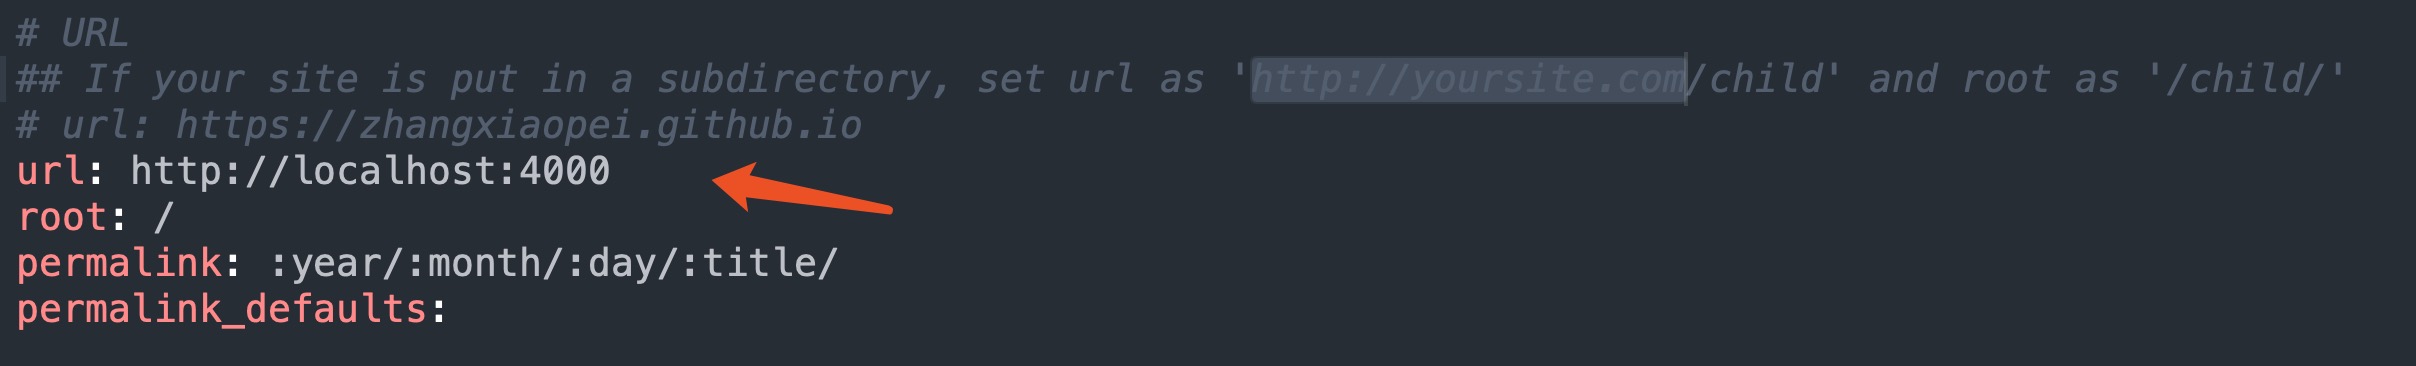 # URL
## If your site is put in a subdirectory, set url as 'http://yoursite.com/child' and root as '/child/'
# url: https://zhangxiaopei.github.io
url: http://localhost:4000
root: /
permalink: :year/:month/:day/:title/
permalink_defaults: